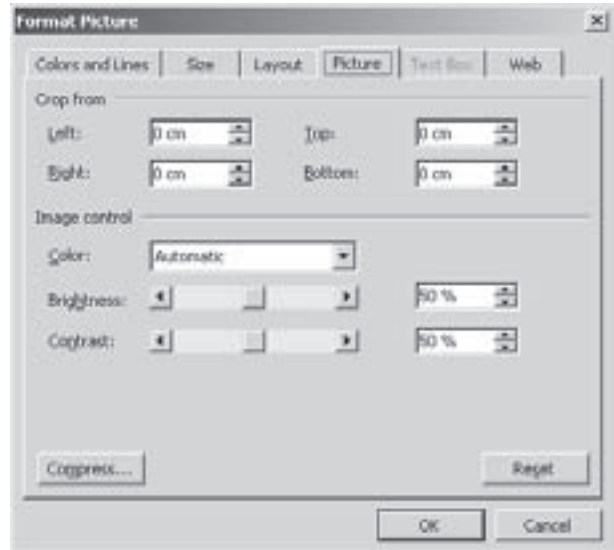 Format Picture
Colors and Lines Size Layout Picture Text Box Web
Crop from
Left: 0 cm Top: 0 cm
Right: 0 cm Bottom: 0 cm
Image control
Color: Automatic
Brightness: 50 %
Contrast: 50 %
Compress... Reset
OK Cancel